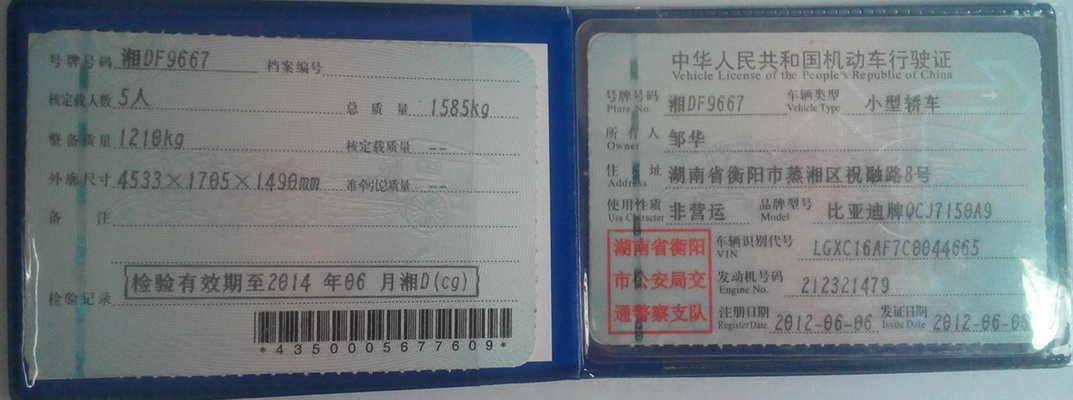 号牌号码 湘DF9667 档案编号
核定载人数 5人 总质量 1585kg
整备质量 1210kg 核定载质量 --
外廓尺寸 4533×1705×1490mm 准牵引总质量 --
备注
检验记录 检验有效期至2014 年06 月湘D(cg)
*4350005677609*
中华人民共和国机动车行驶证
Vehicle License of the People's Republic of China
号牌号码 湘DF9667 车辆类型 小型轿车
Plate No. Vehicle Type
所有人 邹华
Owner
住址 湖南省衡阳市蒸湘区祝融路8号
Address
使用性质 非营运 品牌型号 比亚迪牌QCJ7150A9
Use Character Model
湖南省衡阳
市公安局交
通警察支队
车辆识别代号 LGXC16AF7C0044665
VIN
发动机号码 212321479
Engine No.
注册日期 2012-06-06 发证日期 2012-06-06
Register Date Issue Date